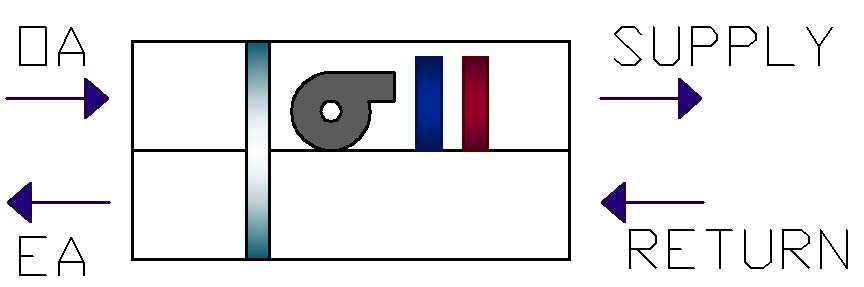 OA
SUPPLY
EA
RETURN